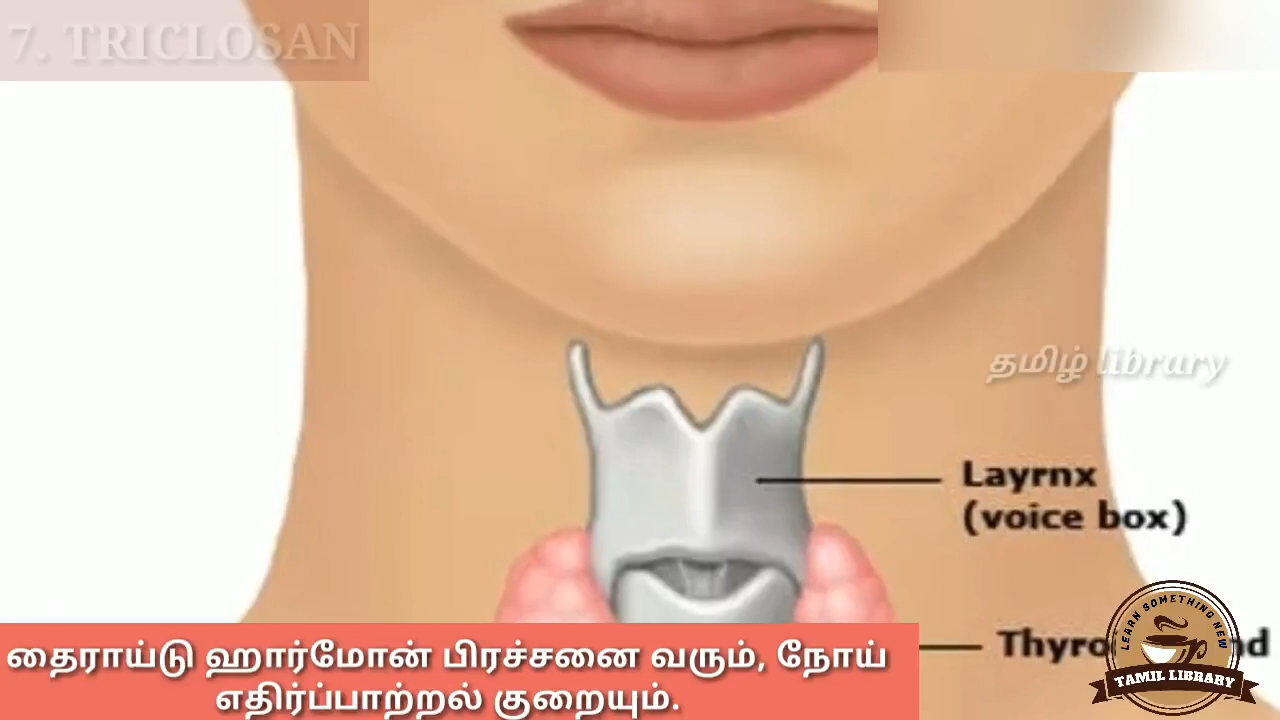 7. TRICLOSAN
தமிழ் library
Layrnx
(voice box)
LEARN SOMETHING NEW
TAMIL LIBRARY
தைராய்டு ஹார்மோன் பிரச்சனை வரும், நோய்
எதிர்ப்பாற்றல் குறையும்.